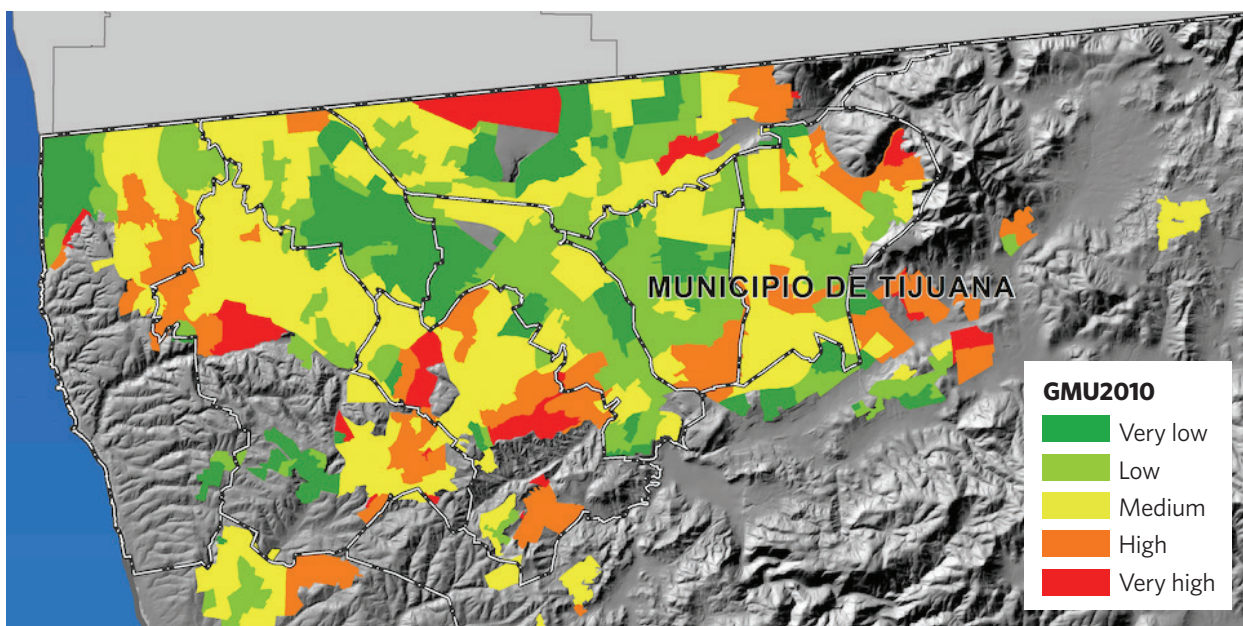 MUNICIPIO DE TIJUANA
GMU2010
Very low
Low
Medium
High
Very high